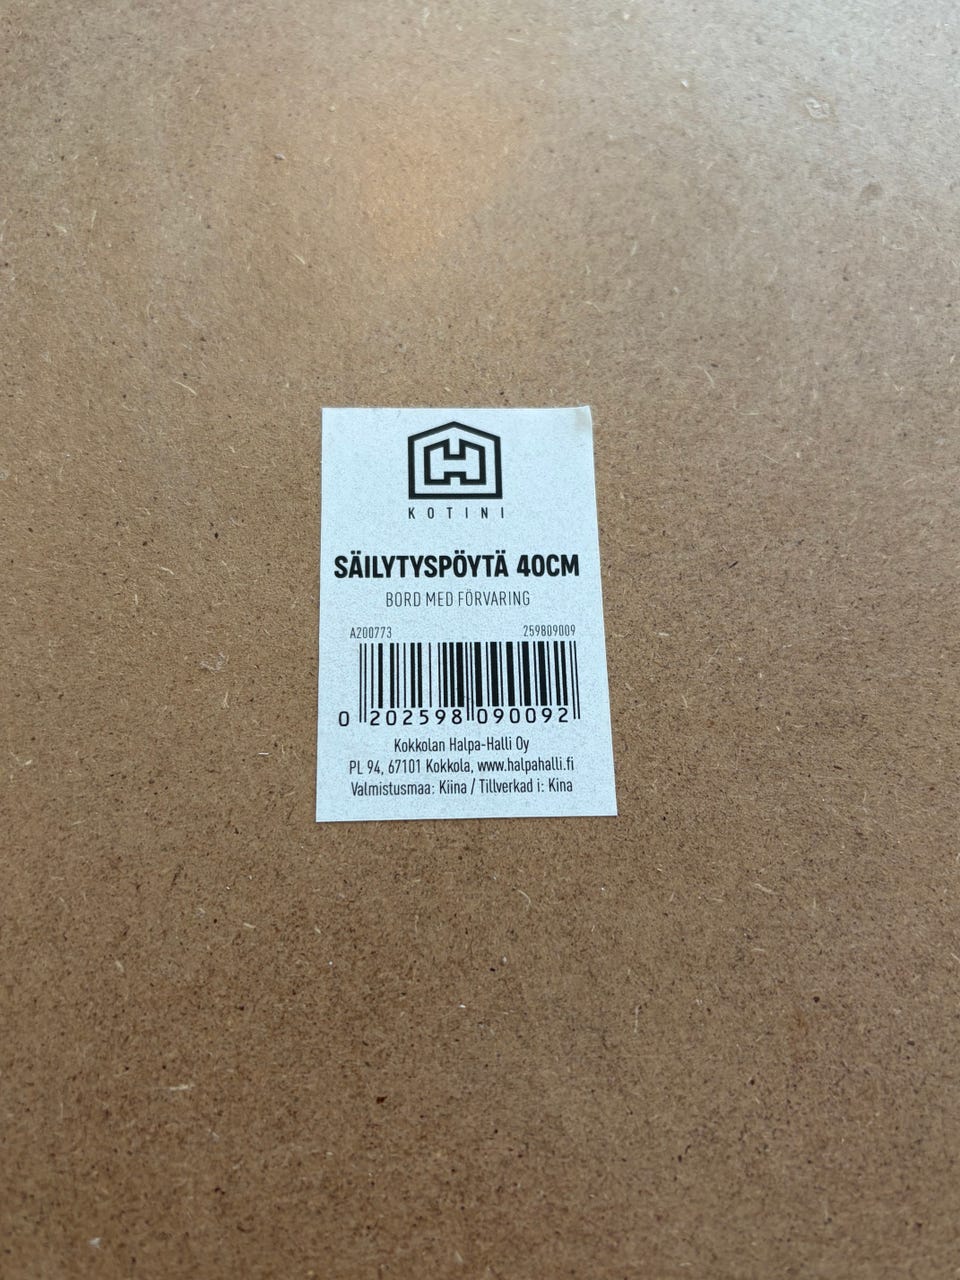 KOTINI
SÄILYTYSPÖYTÄ 40CM
BORD MED FÖRVARING
A200773 259809009
0 202598 090092
Kokkolan Halpa-Halli Oy
PL 94, 67101 Kokkola, www.halpahalli.fi
Valmistusmaa: Kiina / Tillverkad i: Kina